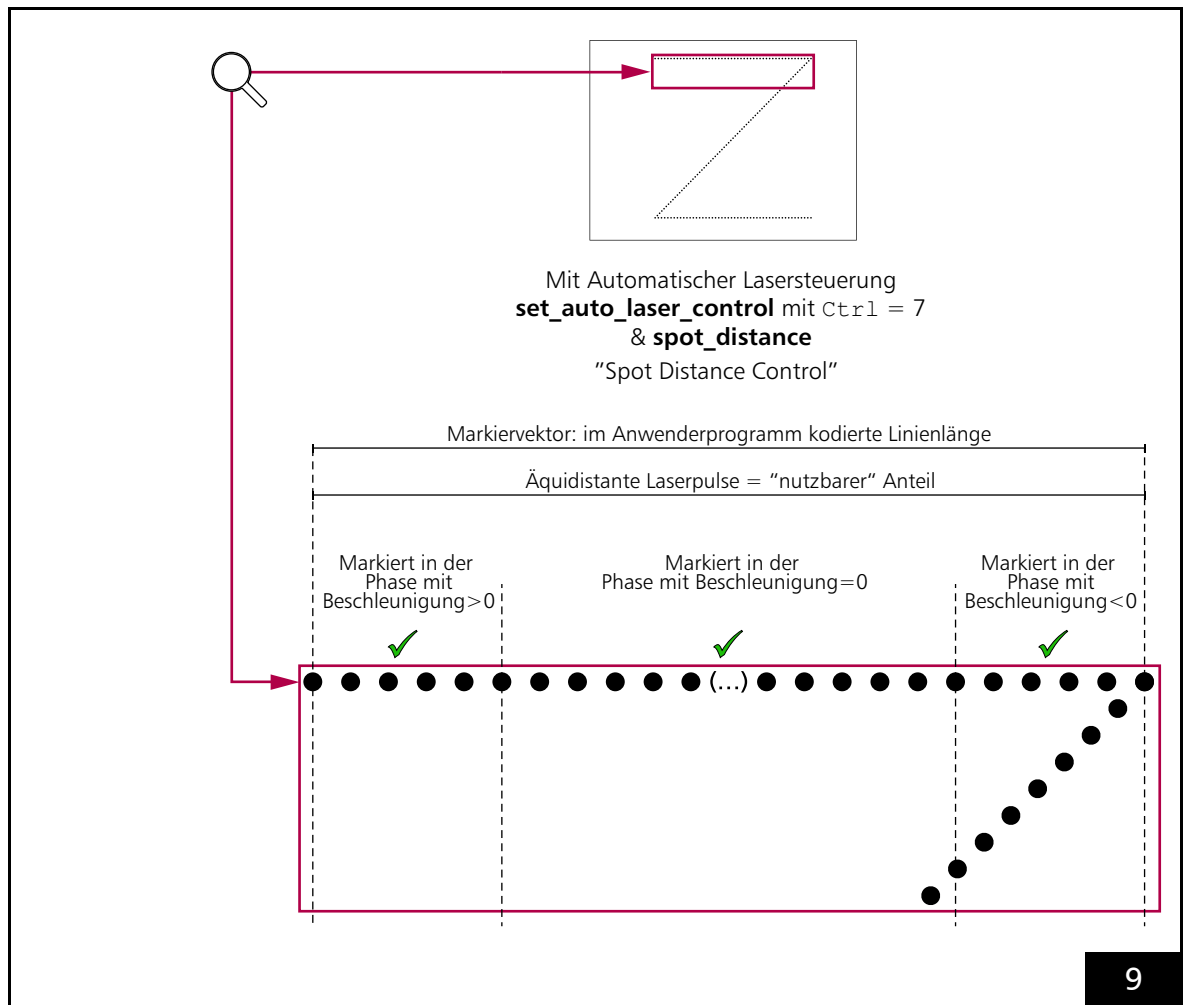 Mit Automatischer Lasersteuerung
set_auto_laser_control mit Ctrl = 7
& spot_distance
”Spot Distance Control”
Markiervektor: im Anwenderprogramm kodierte Linienlänge
Äquidistante Laserpulse = ”nutzbarer“ Anteil
Markiert in der
Phase mit
Beschleunigung>0
Markiert in der
Phase mit Beschleunigung=0
Markiert in der
Phase mit
Beschleunigung<0
(...)
9